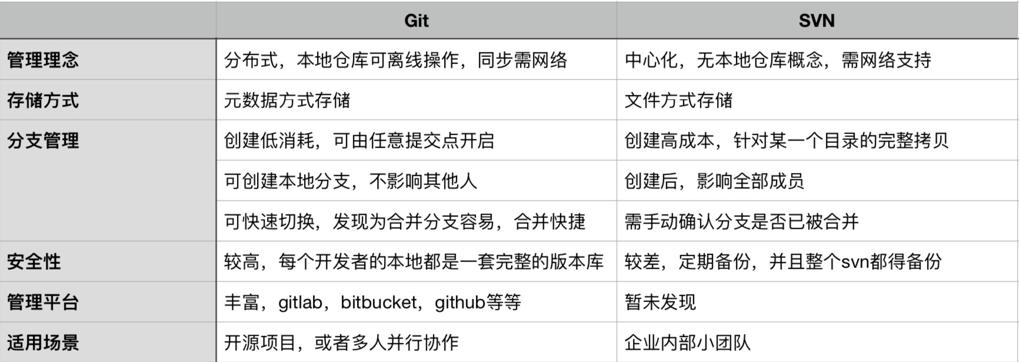 Git SVN
管理理念 分布式，本地仓库可离线操作，同步需网络 中心化，无本地仓库概念，需网络支持
存储方式 元数据方式存储 文件方式存储
分支管理 创建低消耗，可由任意提交点开启 创建高成本，针对某一个目录的完整拷贝
可创建本地分支，不影响其他人 创建后，影响全部成员
可快速切换，发现为合并分支容易，合并快捷 需手动确认分支是否已被合并
安全性 较高，每个开发者的本地都是一套完整的版本库 较差，定期备份，并且整个svn都得备份
管理平台 丰富，gitlab，bitbucket，github等等 暂未发现
适用场景 开源项目，或者多人并行协作 企业内部小团队